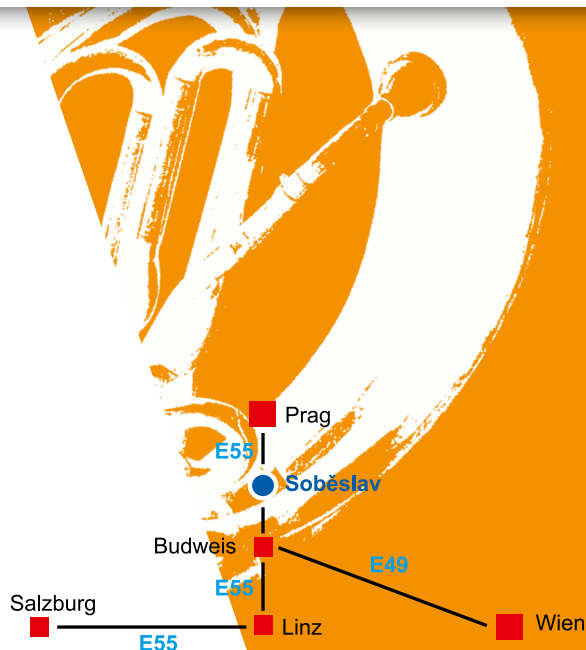 Prag
E55
Soběslav
Budweis
E49
E55
Salzburg
Linz
Wien
E55